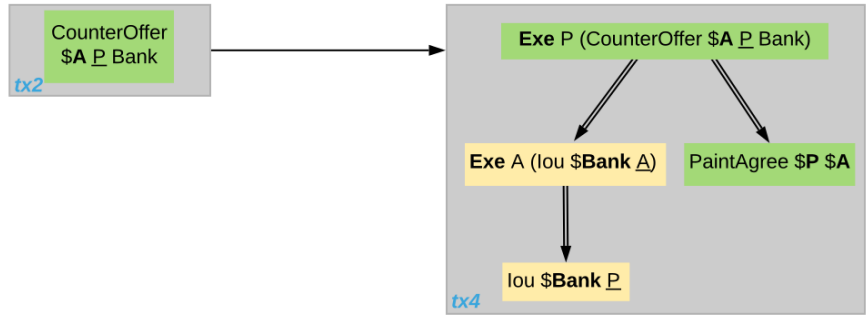 CounterOffer
$A P Bank
tx2
Exe P (CounterOffer $A P Bank)
Exe A (Iou $Bank A)
PaintAgree $P $A
Iou $Bank P
tx4